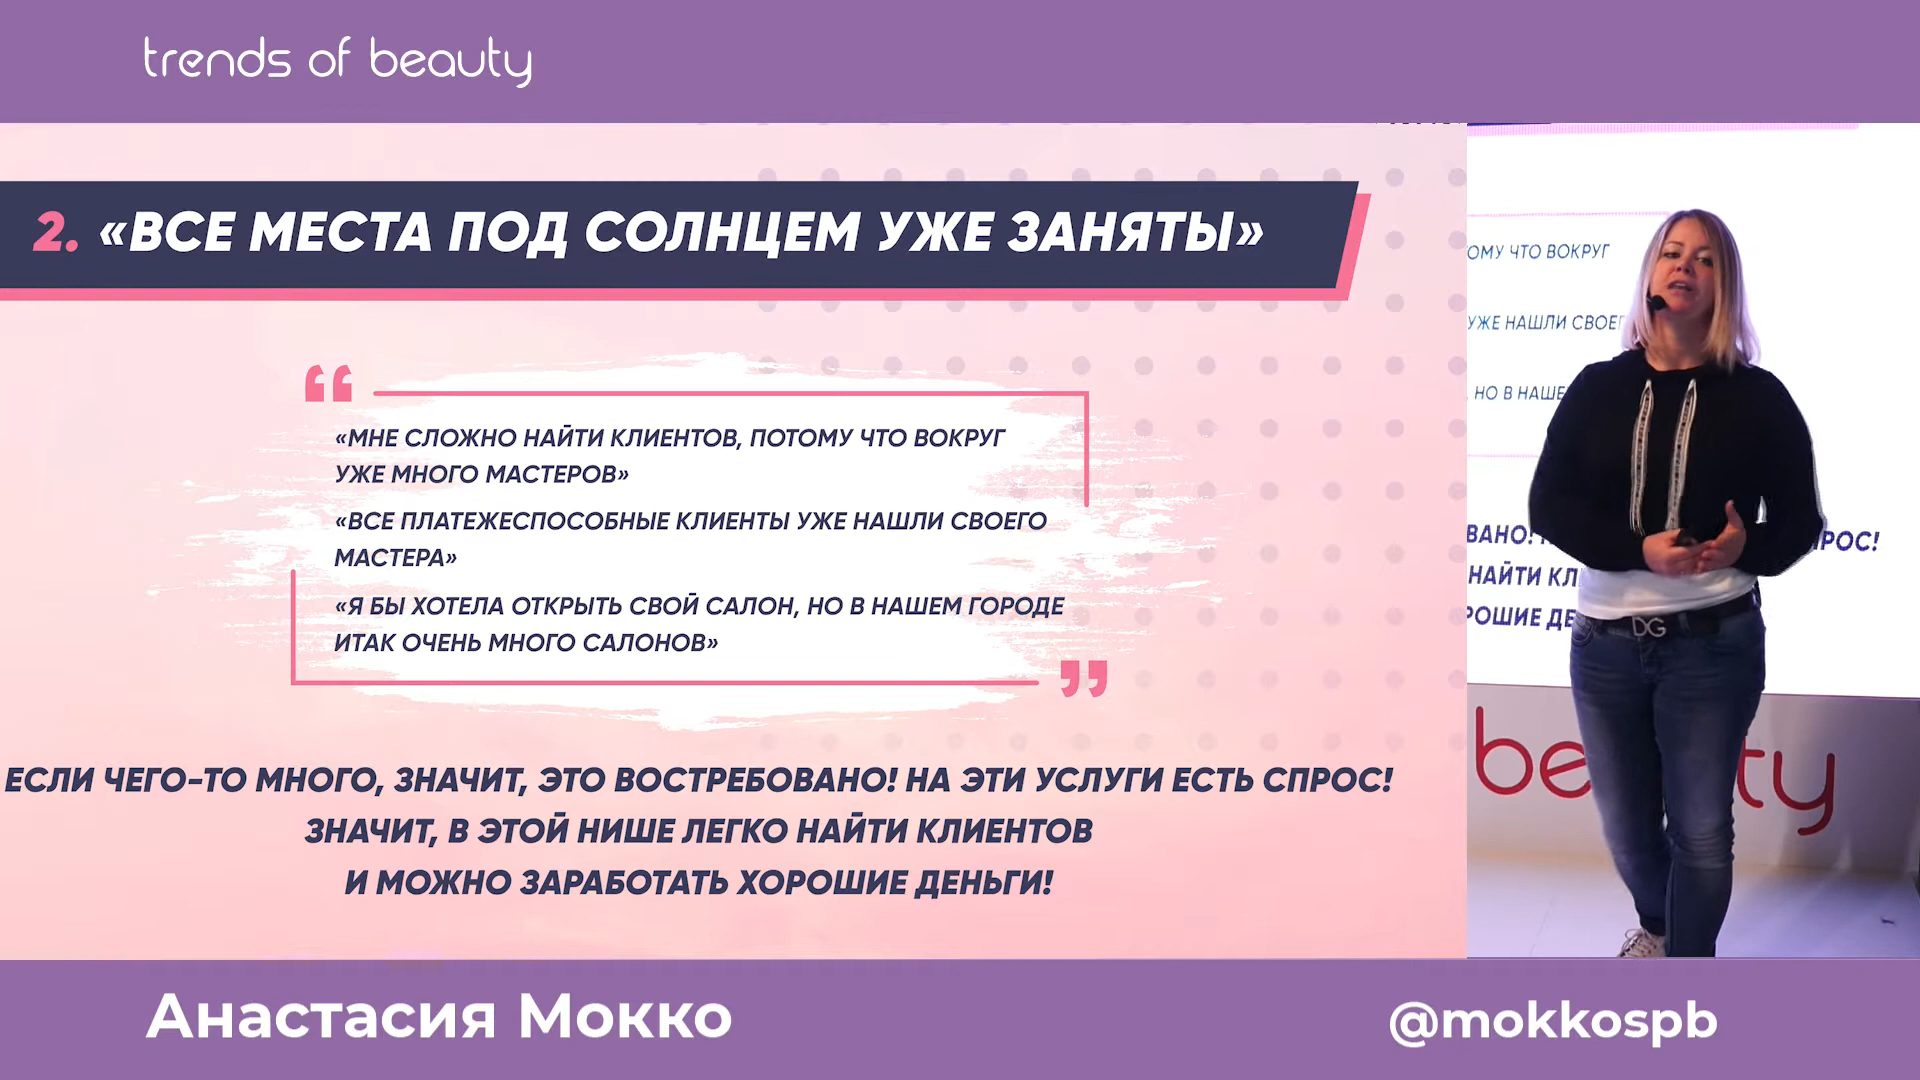 trends of beauty
2. «ВСЕ МЕСТА ПОД СОЛНЦЕМ УЖЕ ЗАНЯТЫ»
«МНЕ СЛОЖНО НАЙТИ КЛИЕНТОВ, ПОТОМУ ЧТО ВОКРУГ
УЖЕ МНОГО МАСТЕРОВ»
«ВСЕ ПЛАТЕЖЕСПОСОБНЫЕ КЛИЕНТЫ УЖЕ НАШЛИ СВОЕГО
МАСТЕРА»
«Я БЫ ХОТЕЛА ОТКРЫТЬ СВОЙ САЛОН, НО В НАШЕМ ГОРОДЕ
ИТАК ОЧЕНЬ МНОГО САЛОНОВ»
ЕСЛИ ЧЕГО-ТО МНОГО, ЗНАЧИТ, ЭТО ВОСТРЕБОВАНО! НА ЭТИ УСЛУГИ ЕСТЬ СПРОС!
ЗНАЧИТ, В ЭТОЙ НИШЕ ЛЕГКО НАЙТИ КЛИЕНТОВ
И МОЖНО ЗАРАБОТАТЬ ХОРОШИЕ ДЕНЬГИ!
ОМУ ЧТО ВОКРУГ
УЖЕ НАШЛИ СВОЕГ
, НО В НАШЕ
ВАНО! ПРОС!
НАЙТИ КЛ
РОШИЕ ДЕ
DG
be ty
Анастасия Мокко
@mokkospb